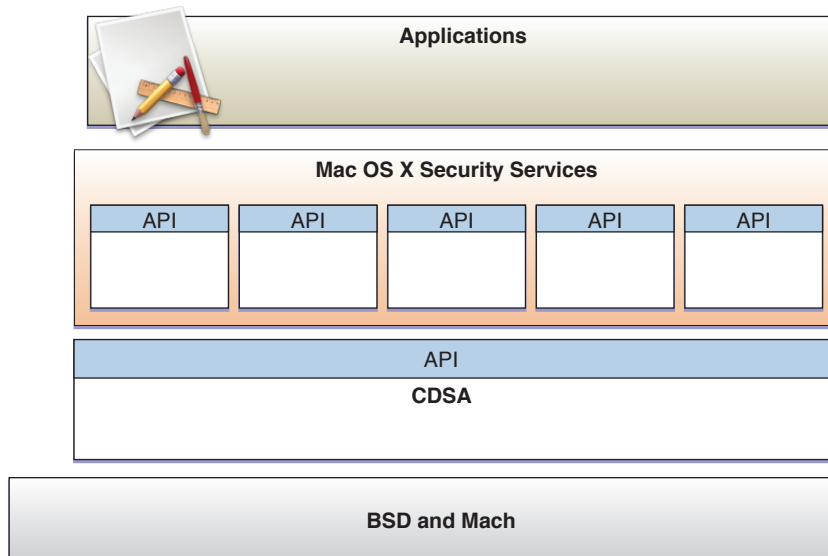 Applications
Mac OS X Security Services
API API API API API
API
CDSA
BSD and Mach